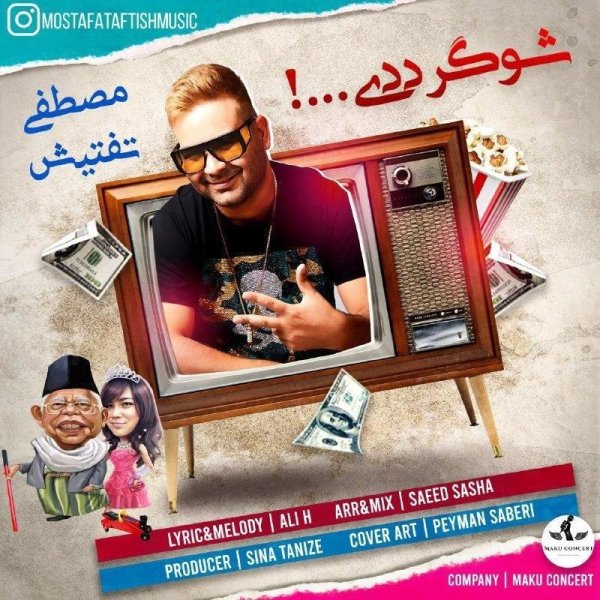 MOSTAFATAFTISHMUSIC
شوگر ددی ....!
مصطفی
تفتیش
LYRIC&MELODY | ALI H ARR&MIX | SAEED SASHA
PRODUCER | SINA TANIZE COVER ART | PEYMAN SABERI
MAKU CONCERT
COMPANY | MAKU CONCERT